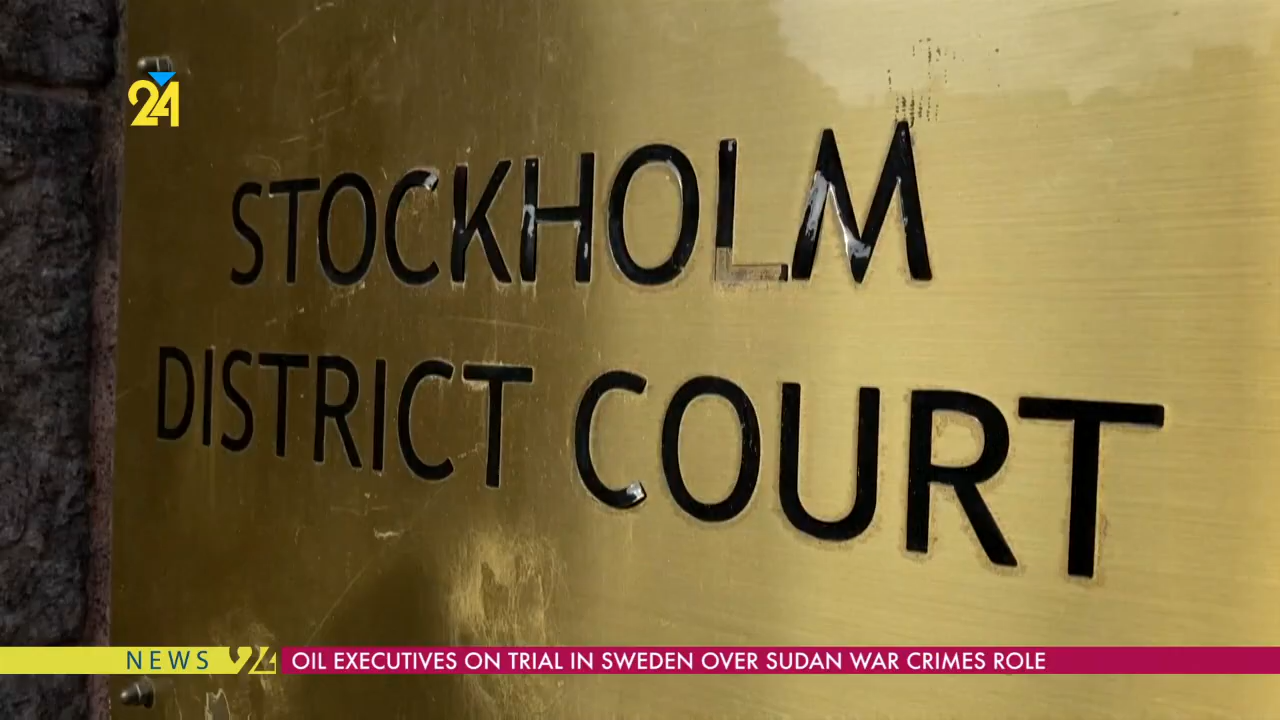 24
STOCKHOLM
DISTRICT COURT
NEWS 24 OIL EXECUTIVES ON TRIAL IN SWEDEN OVER SUDAN WAR CRIMES ROLE